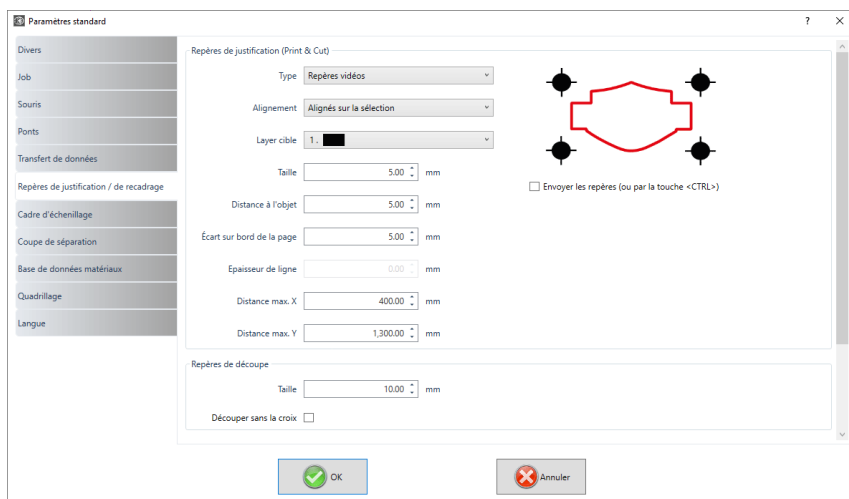 Paramètres standard
?
Divers
Job
Souris
Ponts
Transfert de données
Repères de justification / de recadrage
Cadre d'échenillage
Coupe de séparation
Base de données matériaux
Quadrillage
Langue
Repères de justification (Print & Cut)
Type Repères vidéos
Alignement Alignés sur la sélection
Layer cible 1.
Taille 5.00 mm
Distance à l'objet 5.00 mm
Écart sur bord de la page 5.00 mm
Epaisseur de ligne 0.00 mm
Distance max. X 400.00 mm
Distance max. Y 1,300.00 mm
Envoyer les repères (ou par la touche <CTRL>)
Repères de découpe
Taille 10.00 mm
Découper sans la croix
OK
Annuler